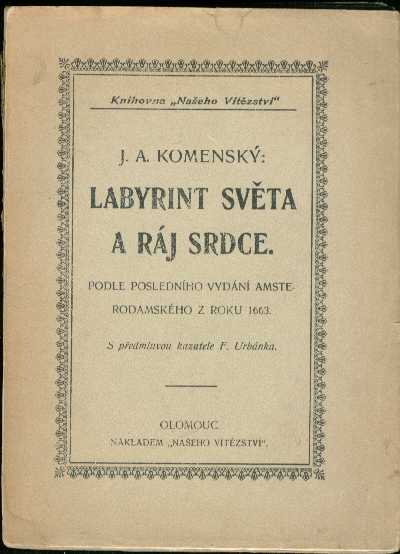 Knihovna „Našeho Vítězství“
J. A. KOMENSKÝ:
LABYRINT SVĚTA
A RÁJ SRDCE.
PODLE POSLEDNÍHO VYDÁNÍ AMSTE-
RODAMSKÉHO Z ROKU 1663.
S předmluvou kazatele F. Urbánka.
OLOMOUC.
NÁKLADEM „NAŠEHO VÍTĚZSTVÍ“.